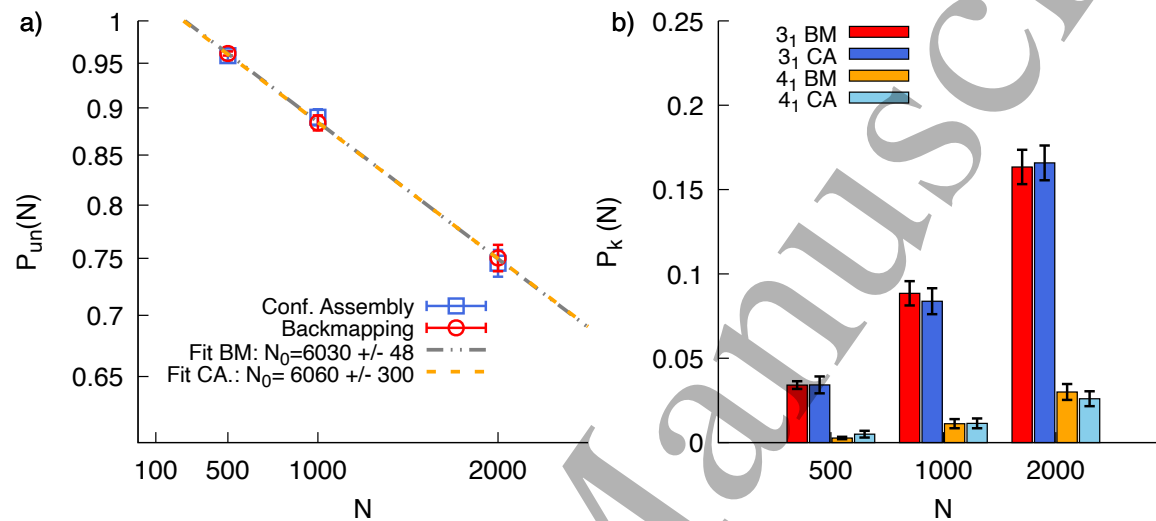 a)
1
0.95
0.9
0.85
0.8
0.75
0.7
0.65
P_un(N)
Conf. Assembly
Backmapping
Fit BM: N_0=6030 +/- 48
Fit CA.: N_0= 6060 +/- 300
100 500 1000 2000
N
b)
0.25
0.2
0.15
0.1
0.05
0
P_k (N)
3_1 BM
3_1 CA
4_1 BM
4_1 CA
500 1000 2000
N
Manusc